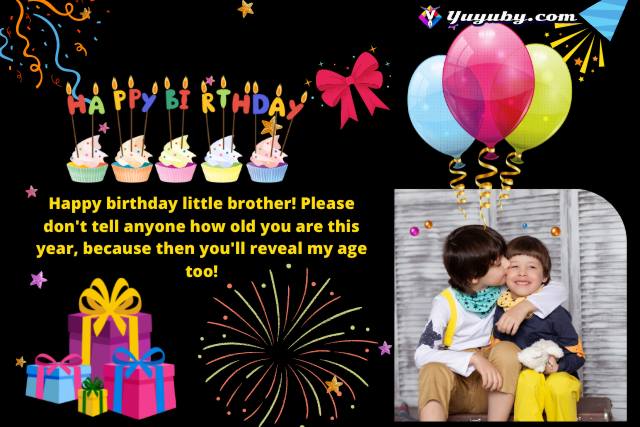 Yuyuby.com
HAPPY BIRTHDAY
Happy birthday little brother! Please
don't tell anyone how old you are this
year, because then you'll reveal my age
too!